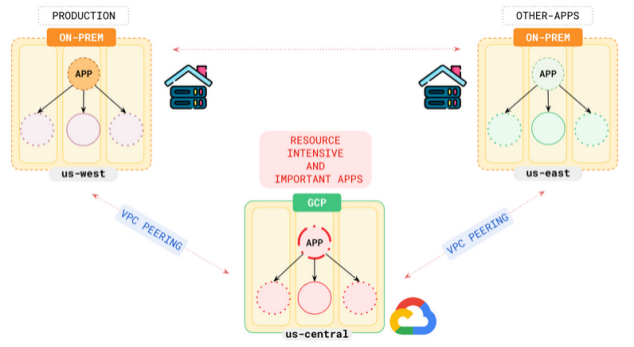 PRODUCTION
ON-PREM
APP
us-west
OTHER-APPS
ON-PREM
APP
us-east
VPC PEERING
VPC PEERING
RESOURCE
INTENSIVE
AND
IMPORTANT APPS
GCP
APP
us-central